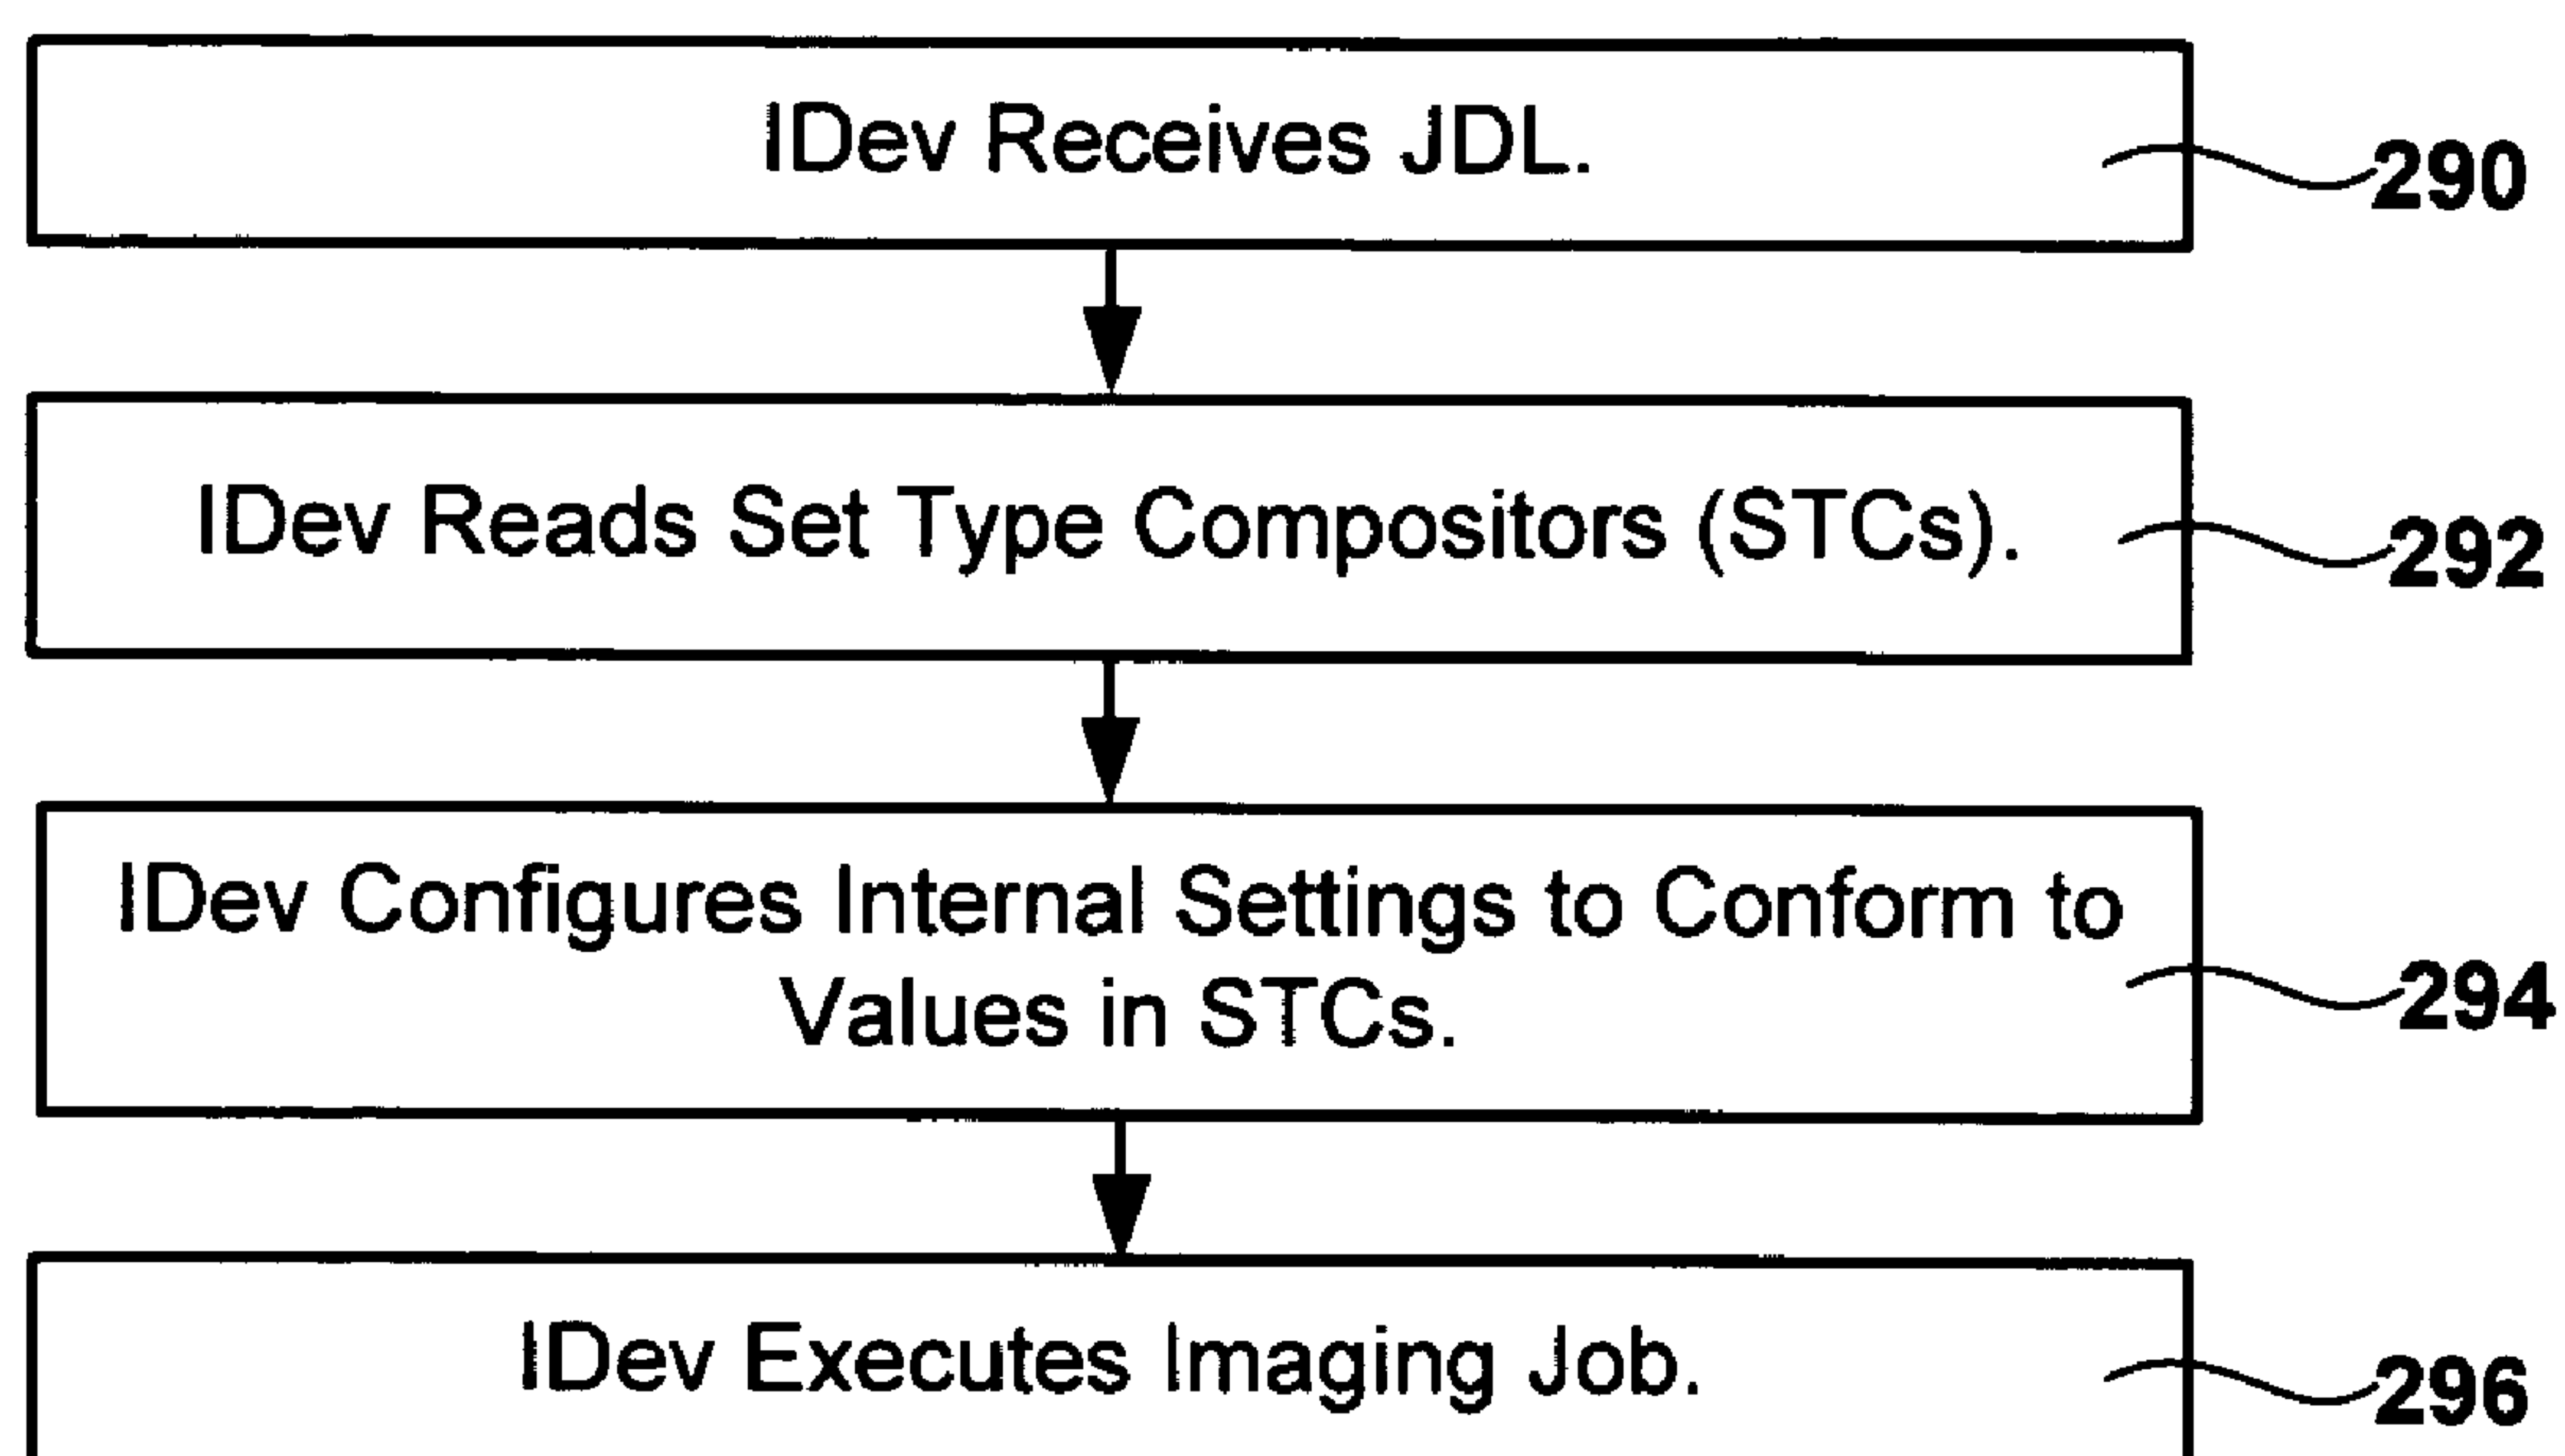 IDev Receives JDL.
290
IDev Reads Set Type Compositors (STCs).
292
IDev Configures Internal Settings to Conform to
Values in STCs.
294
IDev Executes Imaging Job.
296